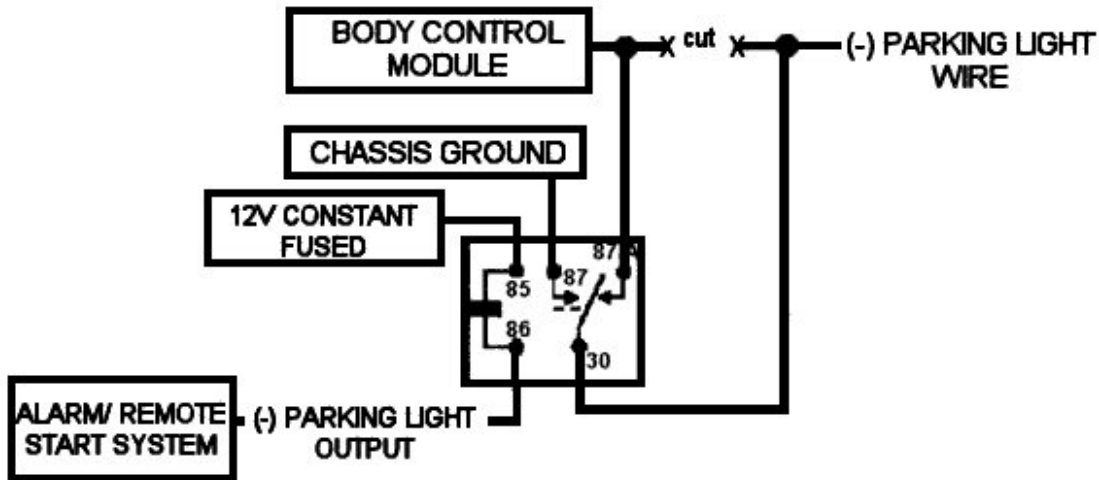 BODY CONTROL
MODULE
cut
(-) PARKING LIGHT
WIRE
CHASSIS GROUND
12V CONSTANT
FUSED
85
87
87A
86
30
ALARM/ REMOTE
START SYSTEM
(-) PARKING LIGHT
OUTPUT